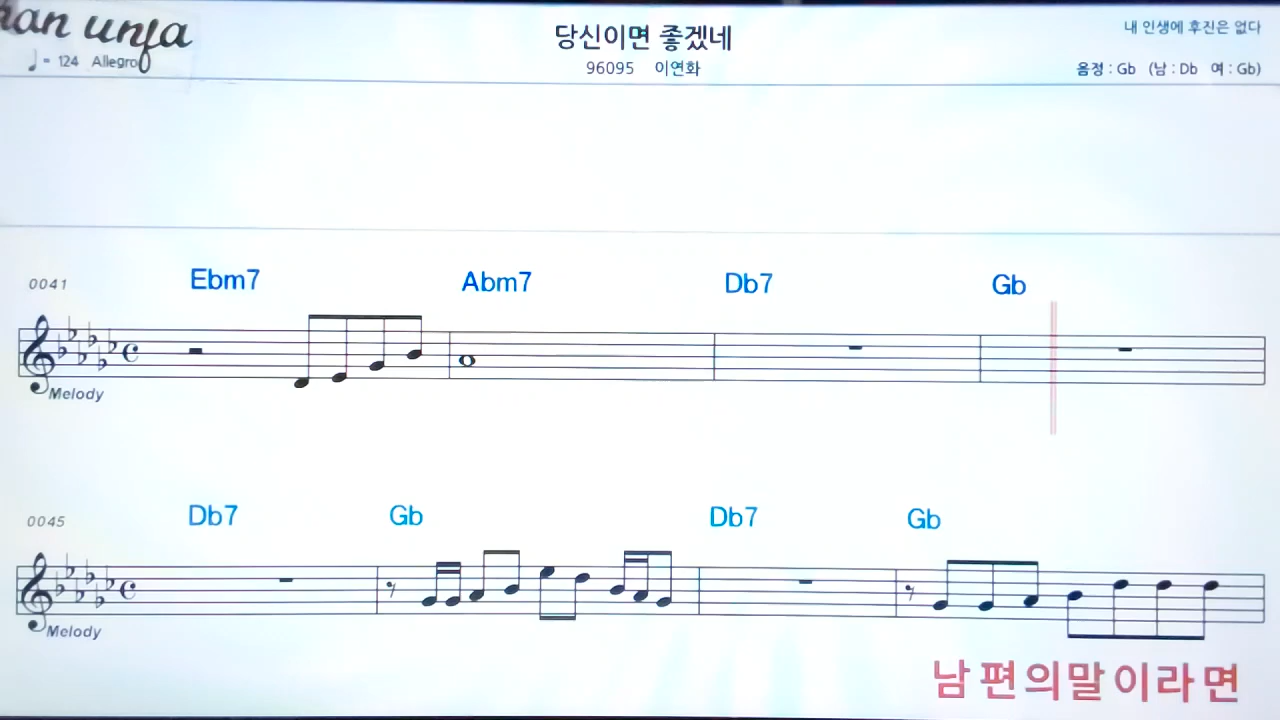 han unfa
당신이면 좋겠네
내 인생에 후진은 없다
♩= 124 Allegro
96095 이연화
음정 : Gb (남 : Db 여 : Gb)
0041 Ebm7 Abm7 Db7 Gb
Melody
0045 Db7 Gb Db7 Gb
Melody
남편의말이라면